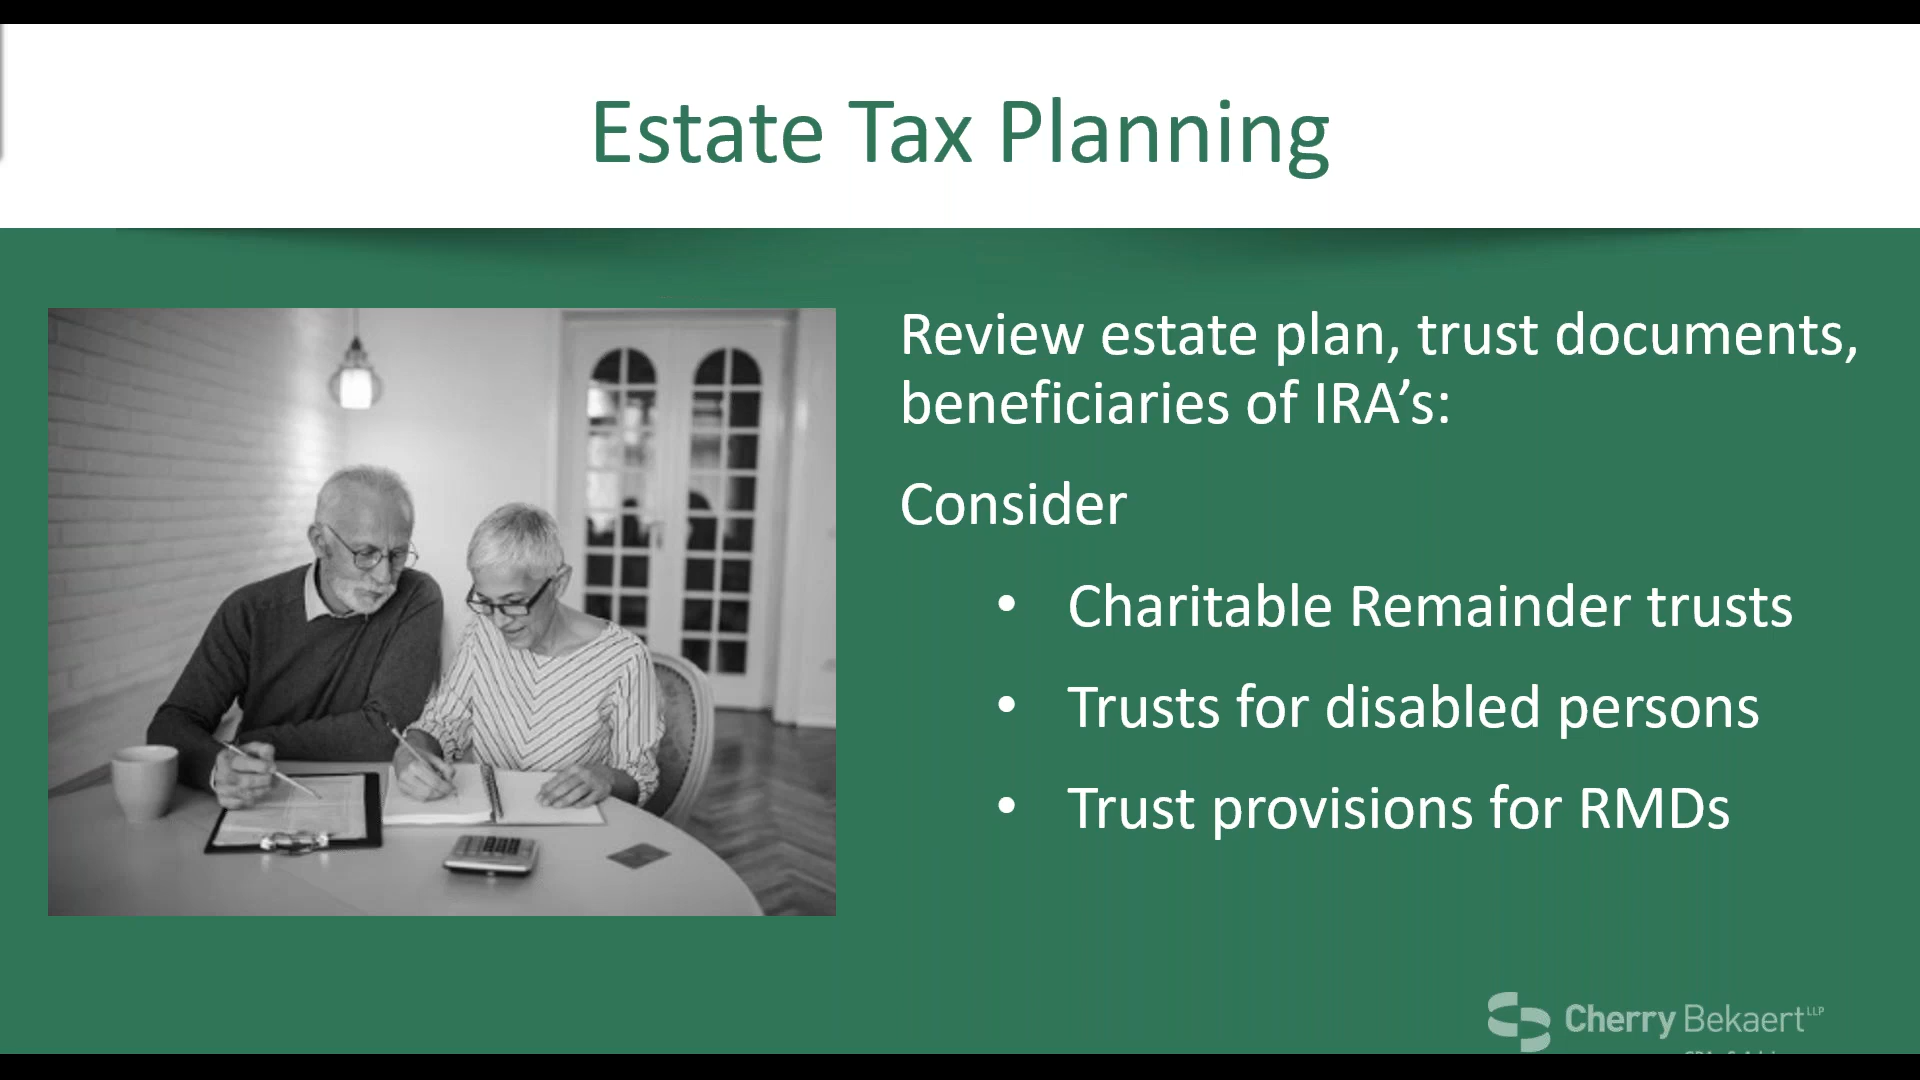 Estate Tax Planning
Review estate plan, trust documents,
beneficiaries of IRA’s:
Consider
• Charitable Remainder trusts
• Trusts for disabled persons
• Trust provisions for RMDs
Cherry Bekaert LLP